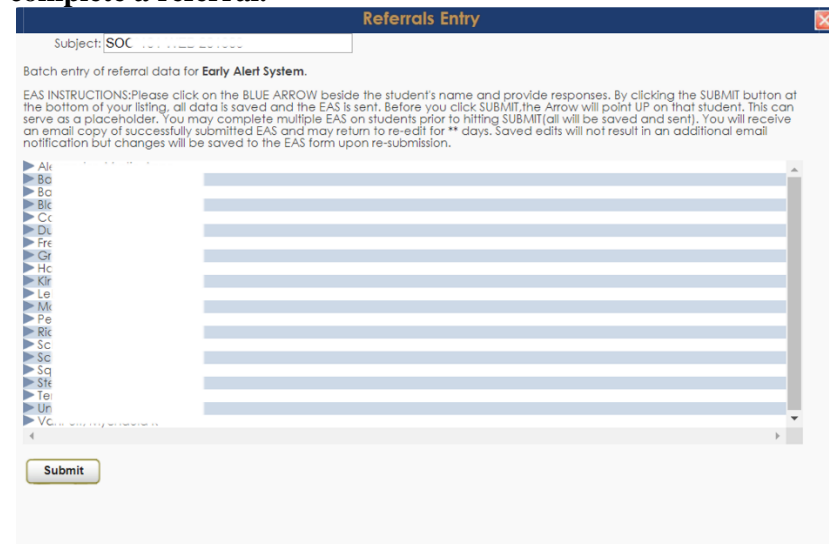 complete a referral.
Referrals Entry
Subject: SOC
Batch entry of referral data for Early Alert System.
EAS INSTRUCTIONS:Please click on the BLUE ARROW beside the student's name and provide responses. By clicking the SUBMIT button at
the bottom of your listing, all data is saved and the EAS is sent. Before you click SUBMIT,the Arrow will point UP on that student. This can
serve as a placeholder. You may complete multiple EAS on students prior to hitting SUBMIT(all will be saved and sent). You will receive
an email copy of successfully submitted EAS and may return to re-edit for ** days. Saved edits will not result in an additional email
notification but changes will be saved to the EAS form upon re-submission.
Submit